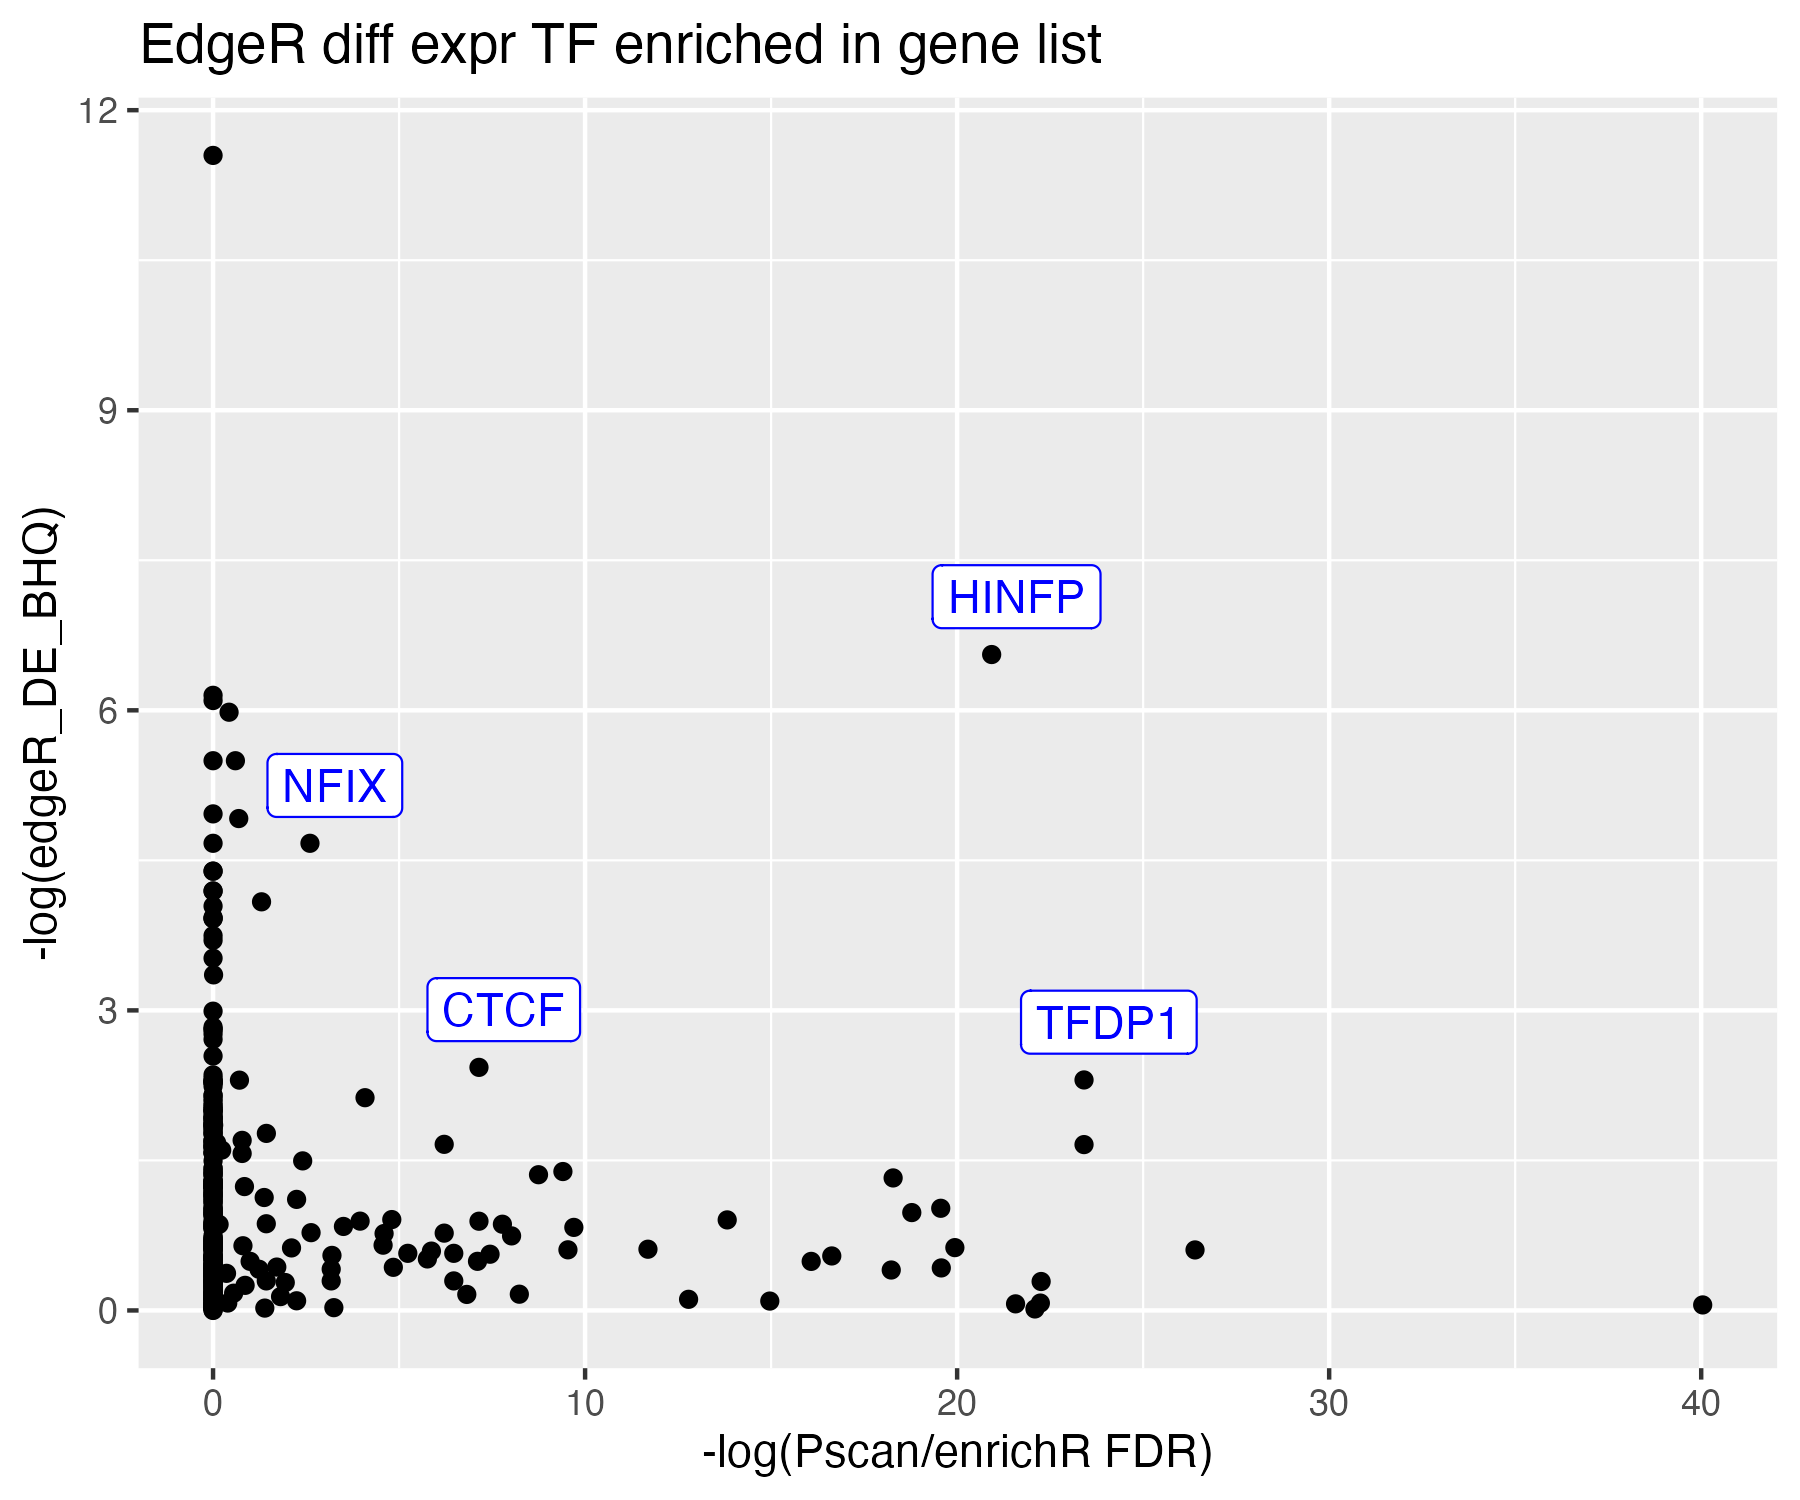 EdgeR diff expr TF enriched in gene list
12
9
6
3
0
-log(edgeR_DE_BHQ)
HINFP
NFIX
CTCF
TFDP1
0
10
20
30
40
-log(Pscan/enrichR FDR)